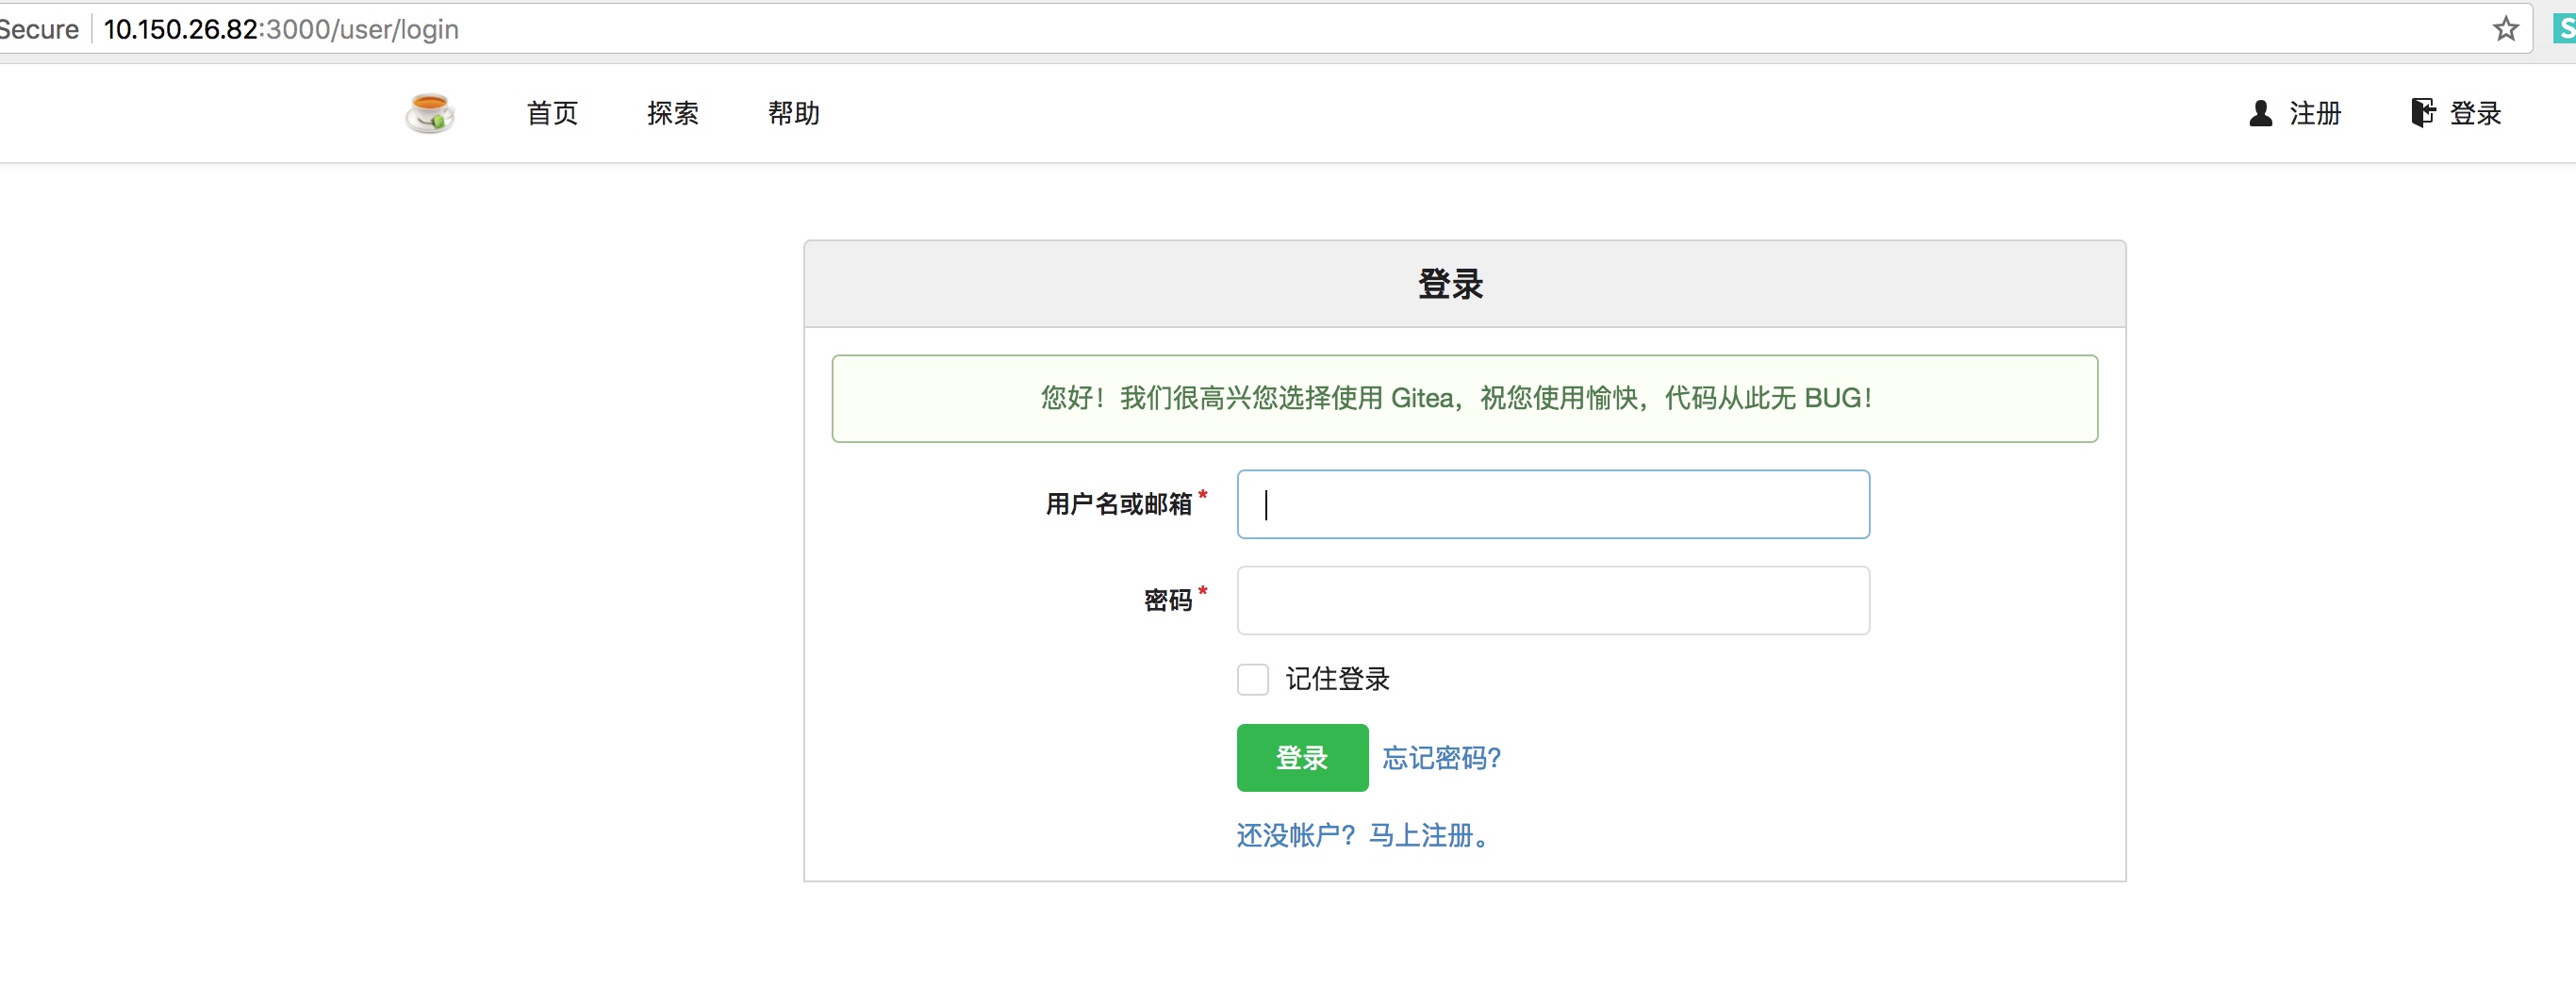 Secure 10.150.26.82:3000/user/login
首页 探索 帮助 注册 登录
登录
您好！我们很高兴您选择使用 Gitea，祝您使用愉快，代码从此无 BUG！
用户名或邮箱*
密码*
记住登录
登录 忘记密码?
还没帐户？马上注册。